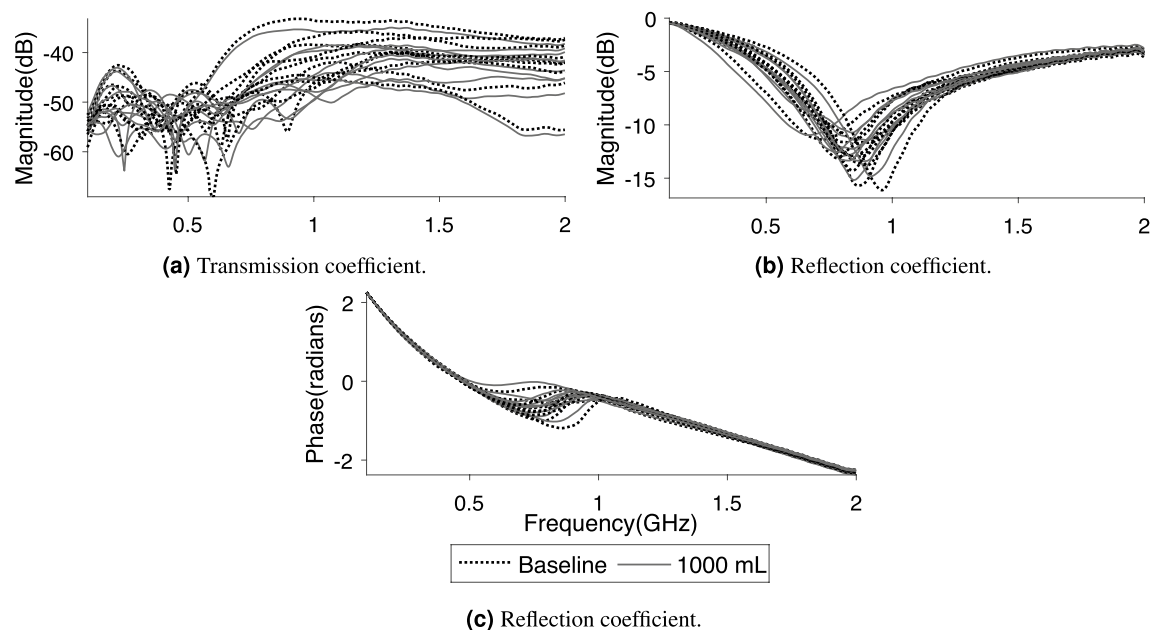 Magnitude(dB)
-40
-50
-60
0.5 1 1.5 2
(a) Transmission coefficient.
Magnitude(dB)
0
-5
-10
-15
0.5 1 1.5 2
(b) Reflection coefficient.
Phase(radians)
2
0
-2
0.5 1 1.5 2
Frequency(GHz)
Baseline 1000 mL
(c) Reflection coefficient.